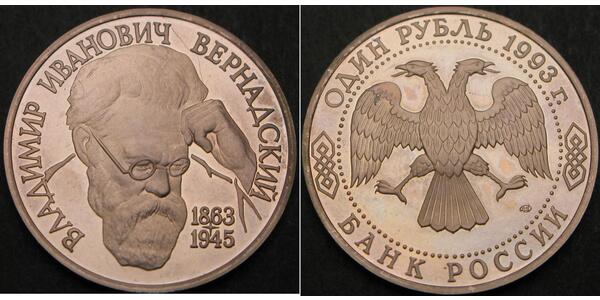 ВЛАДИМИР ИВАНОВИЧ ВЕРНАДСКИЙ
1863
1945
ОДИН РУБЛЬ 1993 г.
БАНК РОССИИ